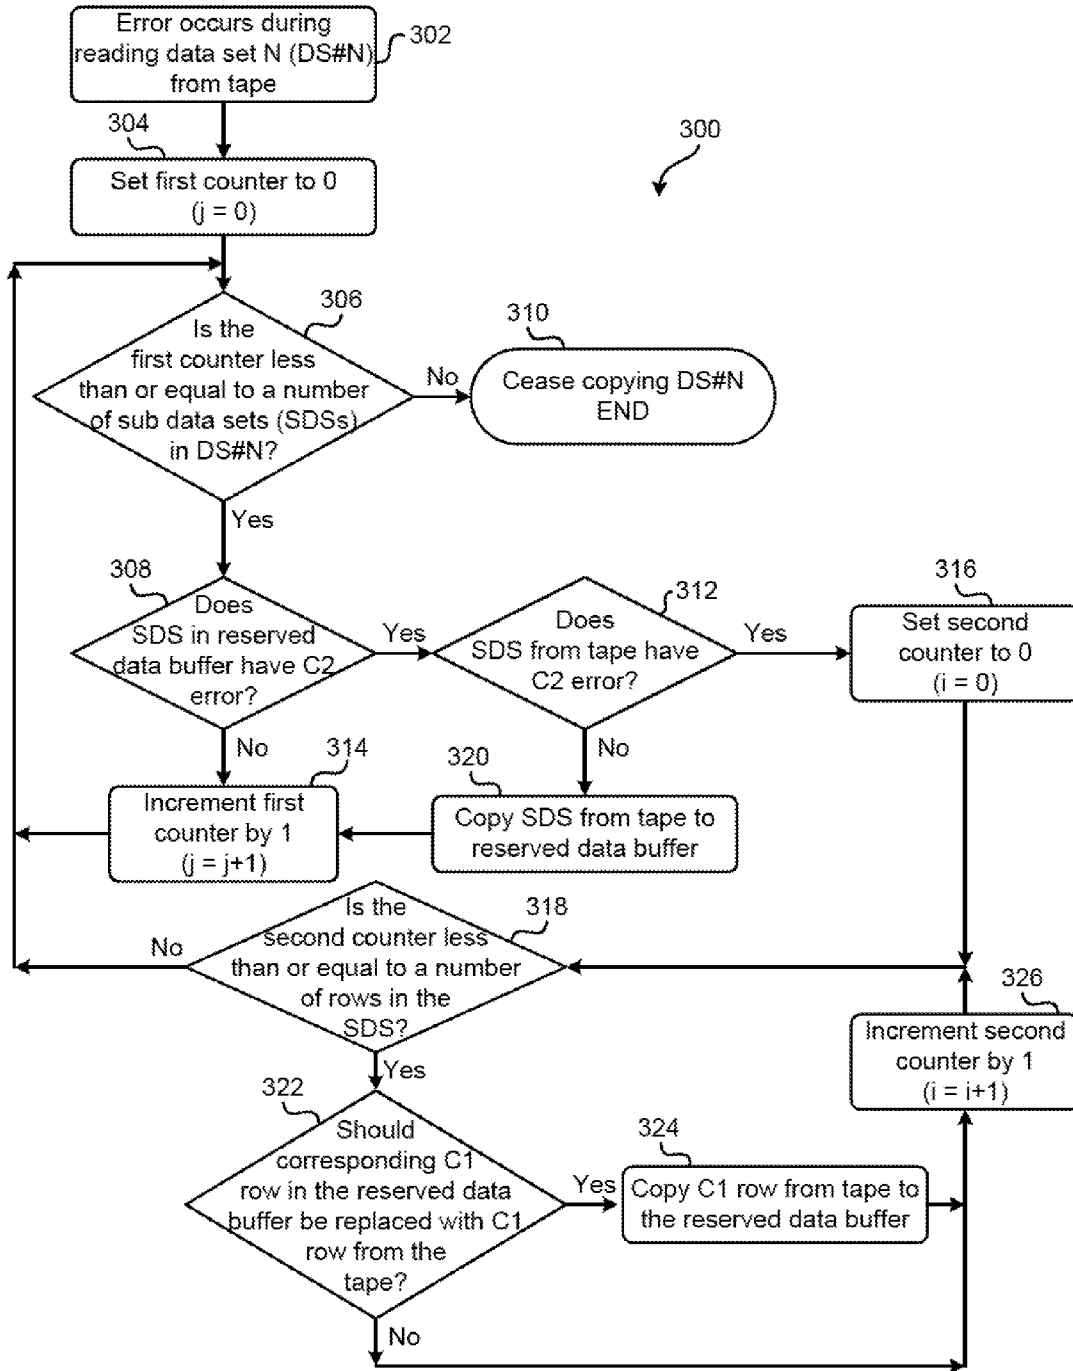 Error occurs during
reading data set N (DS#N)
from tape
302
304
Set first counter to 0
(j = 0)
300
306
Is the
first counter less
than or equal to a number
of sub data sets (SDSs)
in DS#N?
No
310
Cease copying DS#N
END
Yes
308
Does
SDS in reserved
data buffer have C2
error?
Yes
312
Does
SDS from tape have
C2 error?
Yes
316
Set second
counter to 0
(i = 0)
No
314
Increment first
counter by 1
(j = j+1)
No
320
Copy SDS from tape to
reserved data buffer
318
Is the
second counter less
than or equal to a number
of rows in the
SDS?
No
326
Increment second
counter by 1
(i = i+1)
Yes
322
Should
corresponding C1
row in the reserved data
buffer be replaced with C1
row from the
tape?
Yes
324
Copy C1 row from tape to
the reserved data buffer
No